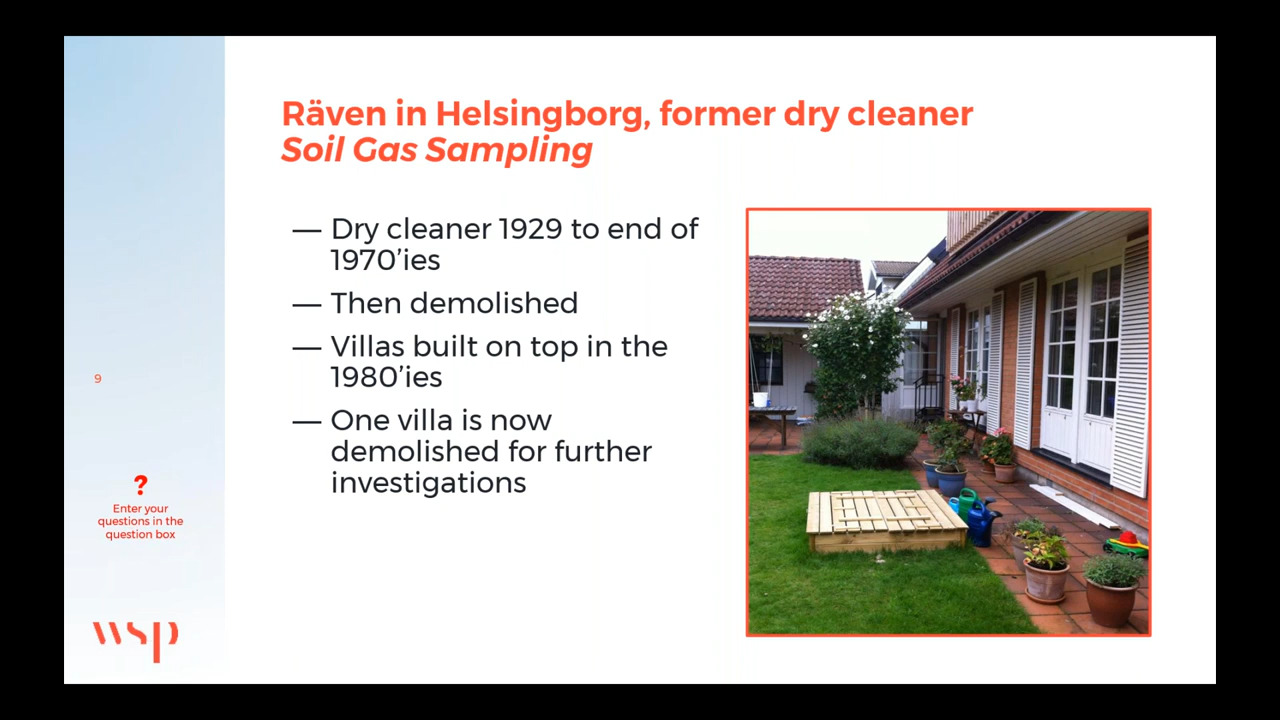 Räven in Helsingborg, former dry cleaner
Soil Gas Sampling
— Dry cleaner 1929 to end of
1970'ies
— Then demolished
— Villas built on top in the
1980'ies
— One villa is now
demolished for further
investigations
9
?
Enter your
questions in the
question box
wsp